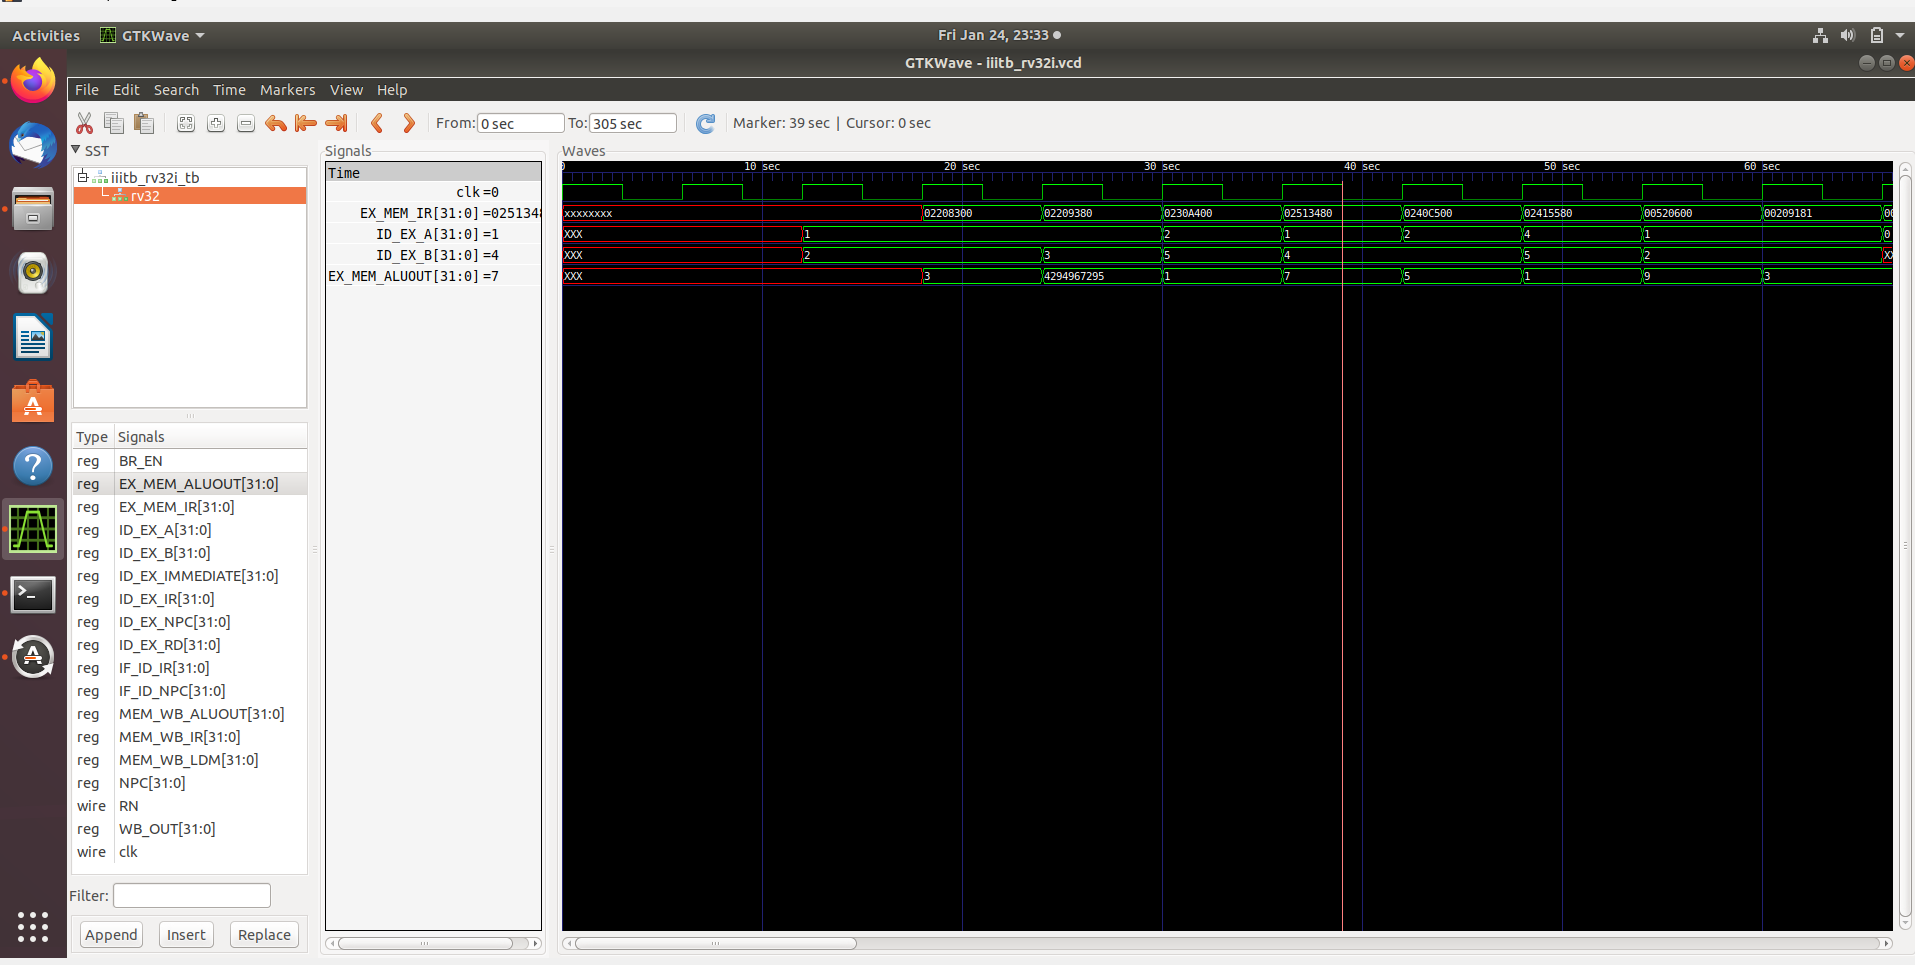 Activities GTKWave Fri Jan 24, 23:33
GTKWave - iiitb_rv32i.vcd
File Edit Search Time Markers View Help
From: 0 sec To: 305 sec Marker: 39 sec | Cursor: 0 sec
SST
iiitb_rv32i_tb
rv32
Type Signals
reg BR_EN
reg EX_MEM_ALUOUT[31:0]
reg EX_MEM_IR[31:0]
reg ID_EX_A[31:0]
reg ID_EX_B[31:0]
reg ID_EX_IMMEDIATE[31:0]
reg ID_EX_IR[31:0]
reg ID_EX_NPC[31:0]
reg ID_EX_RD[31:0]
reg IF_ID_IR[31:0]
reg IF_ID_NPC[31:0]
reg MEM_WB_ALUOUT[31:0]
reg MEM_WB_IR[31:0]
reg MEM_WB_LDM[31:0]
reg NPC[31:0]
wire RN
reg WB_OUT[31:0]
wire clk
Filter:
Append Insert Replace
Signals
Time
clk=0
EX_MEM_IR[31:0]=0251348
ID_EX_A[31:0]=1
ID_EX_B[31:0]=4
EX_MEM_ALUOUT[31:0]=7
Waves
0 10 sec 20 sec 30 sec 40 sec 50 sec 60 sec
xxxxxxxx 02208300 02209380 0230A400 02513480 0240C500 02415580 00520600 00209181 00
XXX 1 2 1 2 4 1 0
XXX 2 3 5 4 5 2 XX
XXX 3 4294967295 1 7 5 1 9 3